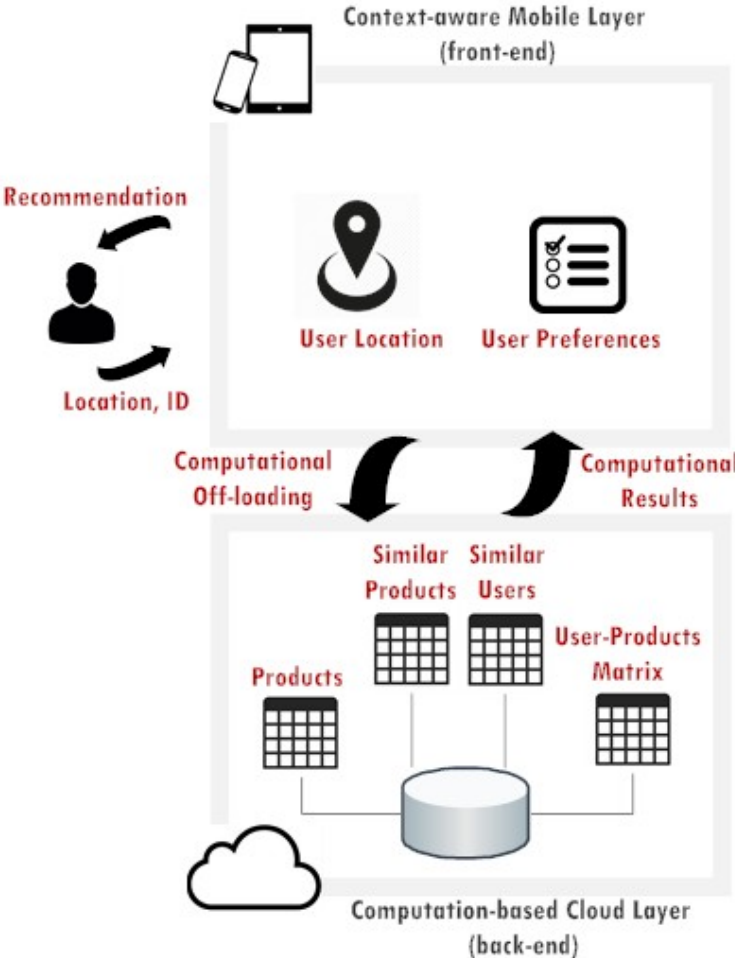 Context-aware Mobile Layer
(front-end)
Recommendation
User Location
User Preferences
Location, ID
Computational
Off-loading
Computational
Results
Similar
Products
Similar
Users
User-Products
Matrix
Products
Computation-based Cloud Layer
(back-end)